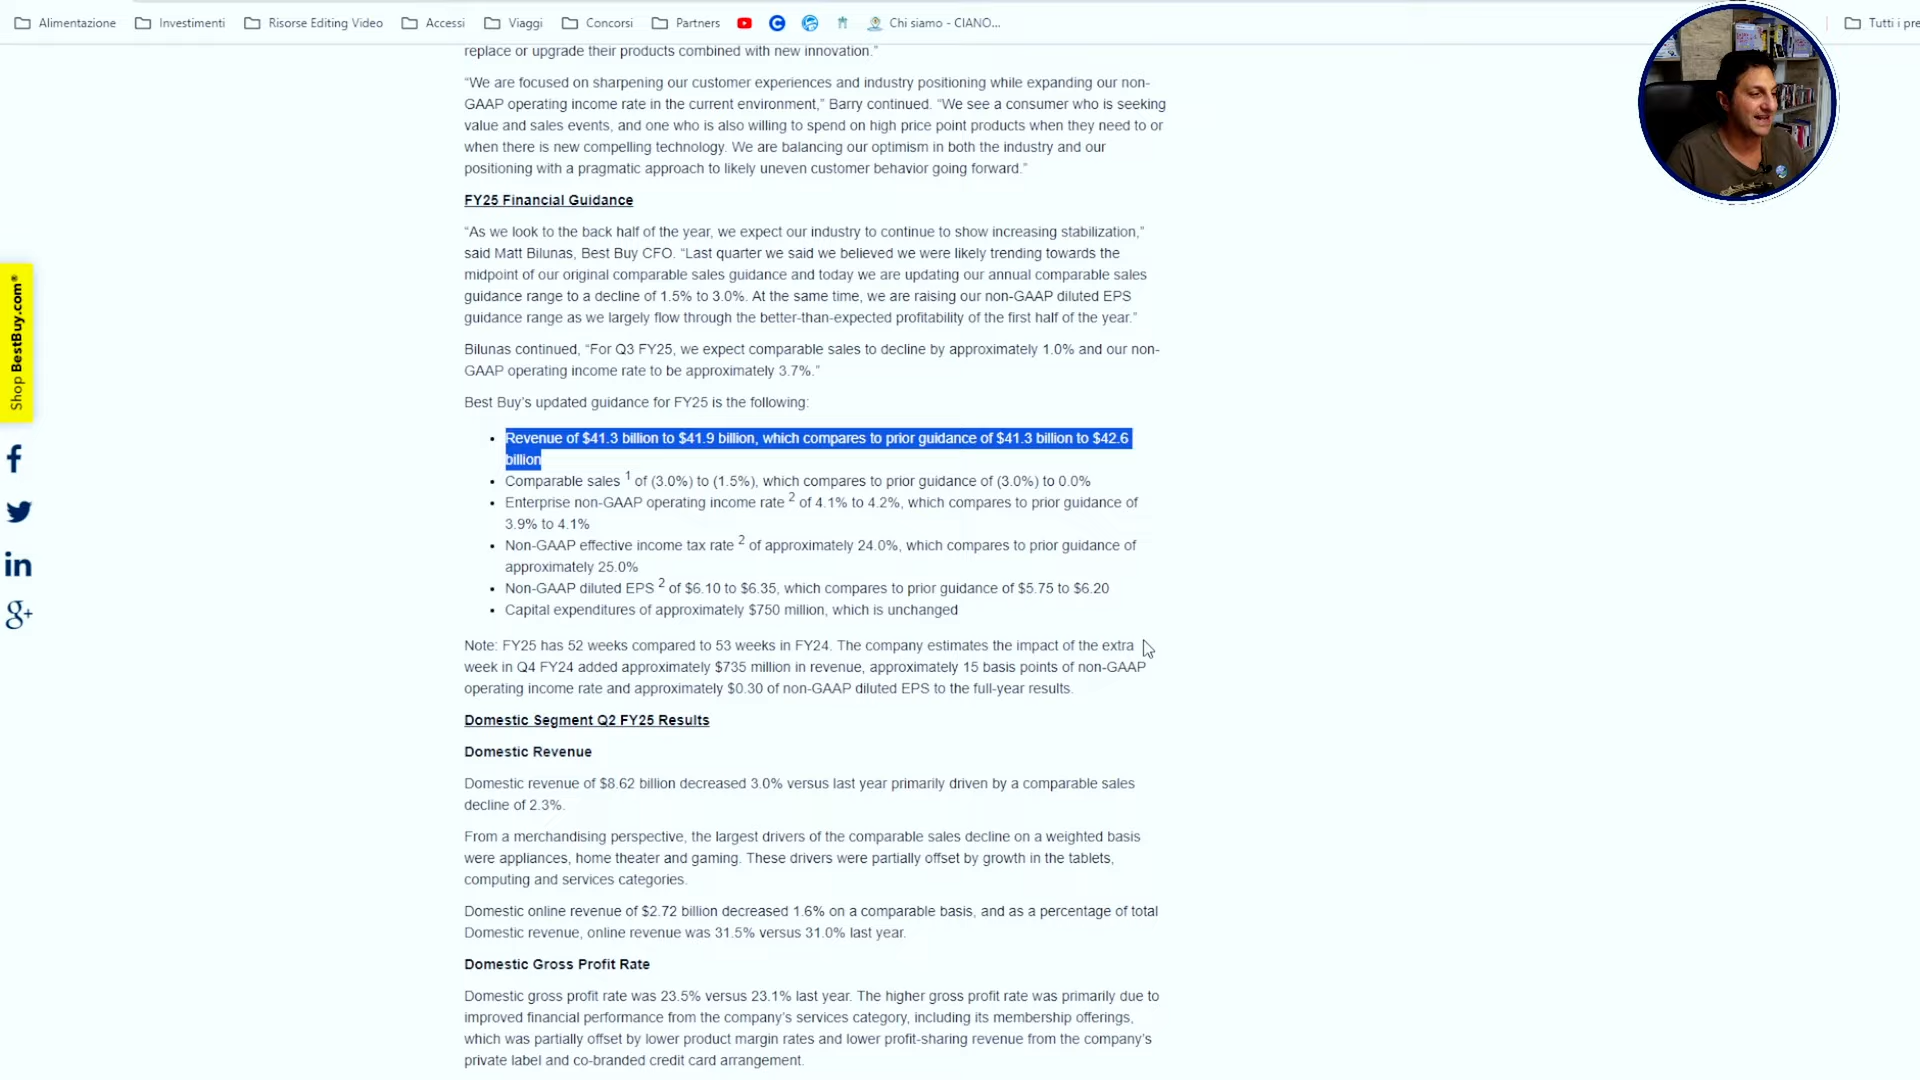 Alimentazione Investimenti Risorse Editing Video Accessi Viaggi Concorsi Partners Chi siamo - CIANO... Tutti i pre
replace or upgrade their products combined with new innovation.”
“We are focused on sharpening our customer experiences and industry positioning while expanding our non-
GAAP operating income rate in the current environment,” Barry continued. “We see a consumer who is seeking
value and sales events, and one who is also willing to spend on high price point products when they need to or
when there is new compelling technology. We are balancing our optimism in both the industry and our
positioning with a pragmatic approach to likely uneven customer behavior going forward.”
FY25 Financial Guidance
“As we look to the back half of the year, we expect our industry to continue to show increasing stabilization,”
said Matt Bilunas, Best Buy CFO. “Last quarter we said we believed we were likely trending towards the
midpoint of our original comparable sales guidance and today we are updating our annual comparable sales
guidance range to a decline of 1.5% to 3.0%. At the same time, we are raising our non-GAAP diluted EPS
guidance range as we largely flow through the better-than-expected profitability of the first half of the year.”
Bilunas continued, “For Q3 FY25, we expect comparable sales to decline by approximately 1.0% and our non-
GAAP operating income rate to be approximately 3.7%.”
Best Buy’s updated guidance for FY25 is the following:
• Revenue of $41.3 billion to $41.9 billion, which compares to prior guidance of $41.3 billion to $42.6
billion
• Comparable sales 1 of (3.0%) to (1.5%), which compares to prior guidance of (3.0%) to 0.0%
• Enterprise non-GAAP operating income rate 2 of 4.1% to 4.2%, which compares to prior guidance of
3.9% to 4.1%
• Non-GAAP effective income tax rate 2 of approximately 24.0%, which compares to prior guidance of
approximately 25.0%
• Non-GAAP diluted EPS 2 of $6.10 to $6.35, which compares to prior guidance of $5.75 to $6.20
• Capital expenditures of approximately $750 million, which is unchanged
Note: FY25 has 52 weeks compared to 53 weeks in FY24. The company estimates the impact of the extra
week in Q4 FY24 added approximately $735 million in revenue, approximately 15 basis points of non-GAAP
operating income rate and approximately $0.30 of non-GAAP diluted EPS to the full-year results.
Domestic Segment Q2 FY25 Results
Domestic Revenue
Domestic revenue of $8.62 billion decreased 3.0% versus last year primarily driven by a comparable sales
decline of 2.3%.
From a merchandising perspective, the largest drivers of the comparable sales decline on a weighted basis
were appliances, home theater and gaming. These drivers were partially offset by growth in the tablets,
computing and services categories.
Domestic online revenue of $2.72 billion decreased 1.6% on a comparable basis, and as a percentage of total
Domestic revenue, online revenue was 31.5% versus 31.0% last year.
Domestic Gross Profit Rate
Domestic gross profit rate was 23.5% versus 23.1% last year. The higher gross profit rate was primarily due to
improved financial performance from the company’s services category, including its membership offerings,
which was partially offset by lower product margin rates and lower profit-sharing revenue from the company’s
private label and co-branded credit card arrangement.
Shop BestBuy.com®
f
in
g+